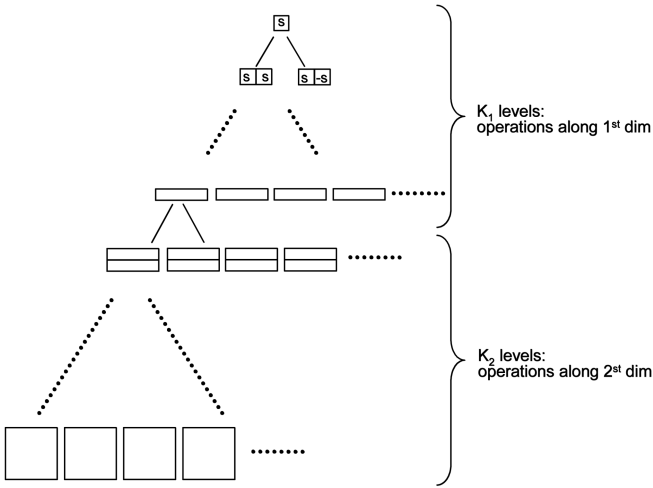 s
s s s -s
K₁ levels:
operations along 1ˢᵗ dim
K₂ levels:
operations along 2ˢᵗ dim